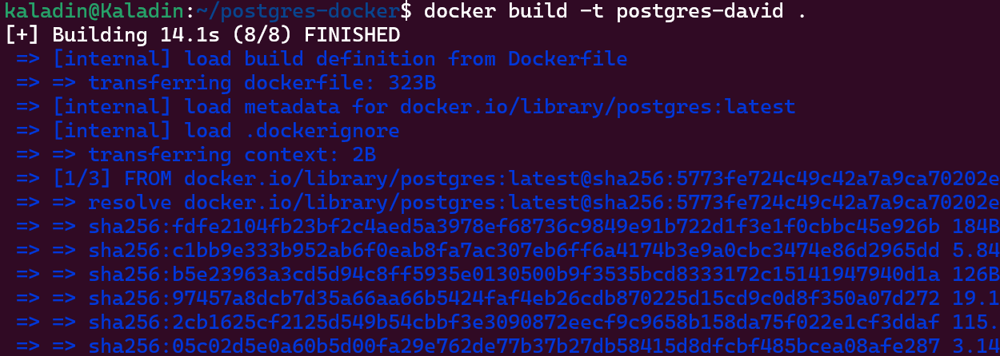 kaladin@Kaladin:~/postgres-docker$ docker build -t postgres-david .
[+] Building 14.1s (8/8) FINISHED
=> [internal] load build definition from Dockerfile
=> => transferring dockerfile: 323B
=> [internal] load metadata for docker.io/library/postgres:latest
=> [internal] load .dockerignore
=> => transferring context: 2B
=> [1/3] FROM docker.io/library/postgres:latest@sha256:5773fe724c49c42a7a9ca70202e
=> => resolve docker.io/library/postgres:latest@sha256:5773fe724c49c42a7a9ca70202e
=> => sha256:fdfe2104fb23bf2c4aed5a3978ef68736c9849e91b722d1f3e1f0cbbc45e926b 184B
=> => sha256:c1bb9e333b952ab6f0eab8fa7ac307eb6ff6a4174b3e9a0cbc3474e86d2965dd 5.84
=> => sha256:b5e23963a3cd5d94c8ff5935e0130500b9f3535bcd8333172c15141947940d1a 126B
=> => sha256:97457a8dcb7d35a66aa66b5424faf4eb26cdb870225d15cd9c0d8f350a07d272 19.1
=> => sha256:2cb1625cf2125d549b54cbbf3e3090872eecf9c9658b158da75f022e1cf3ddaf 115.
=> => sha256:05c02d5e0a60b5d00fa29e762de77b37b27db58415d8dfcbf485bcea08afe287 3.14